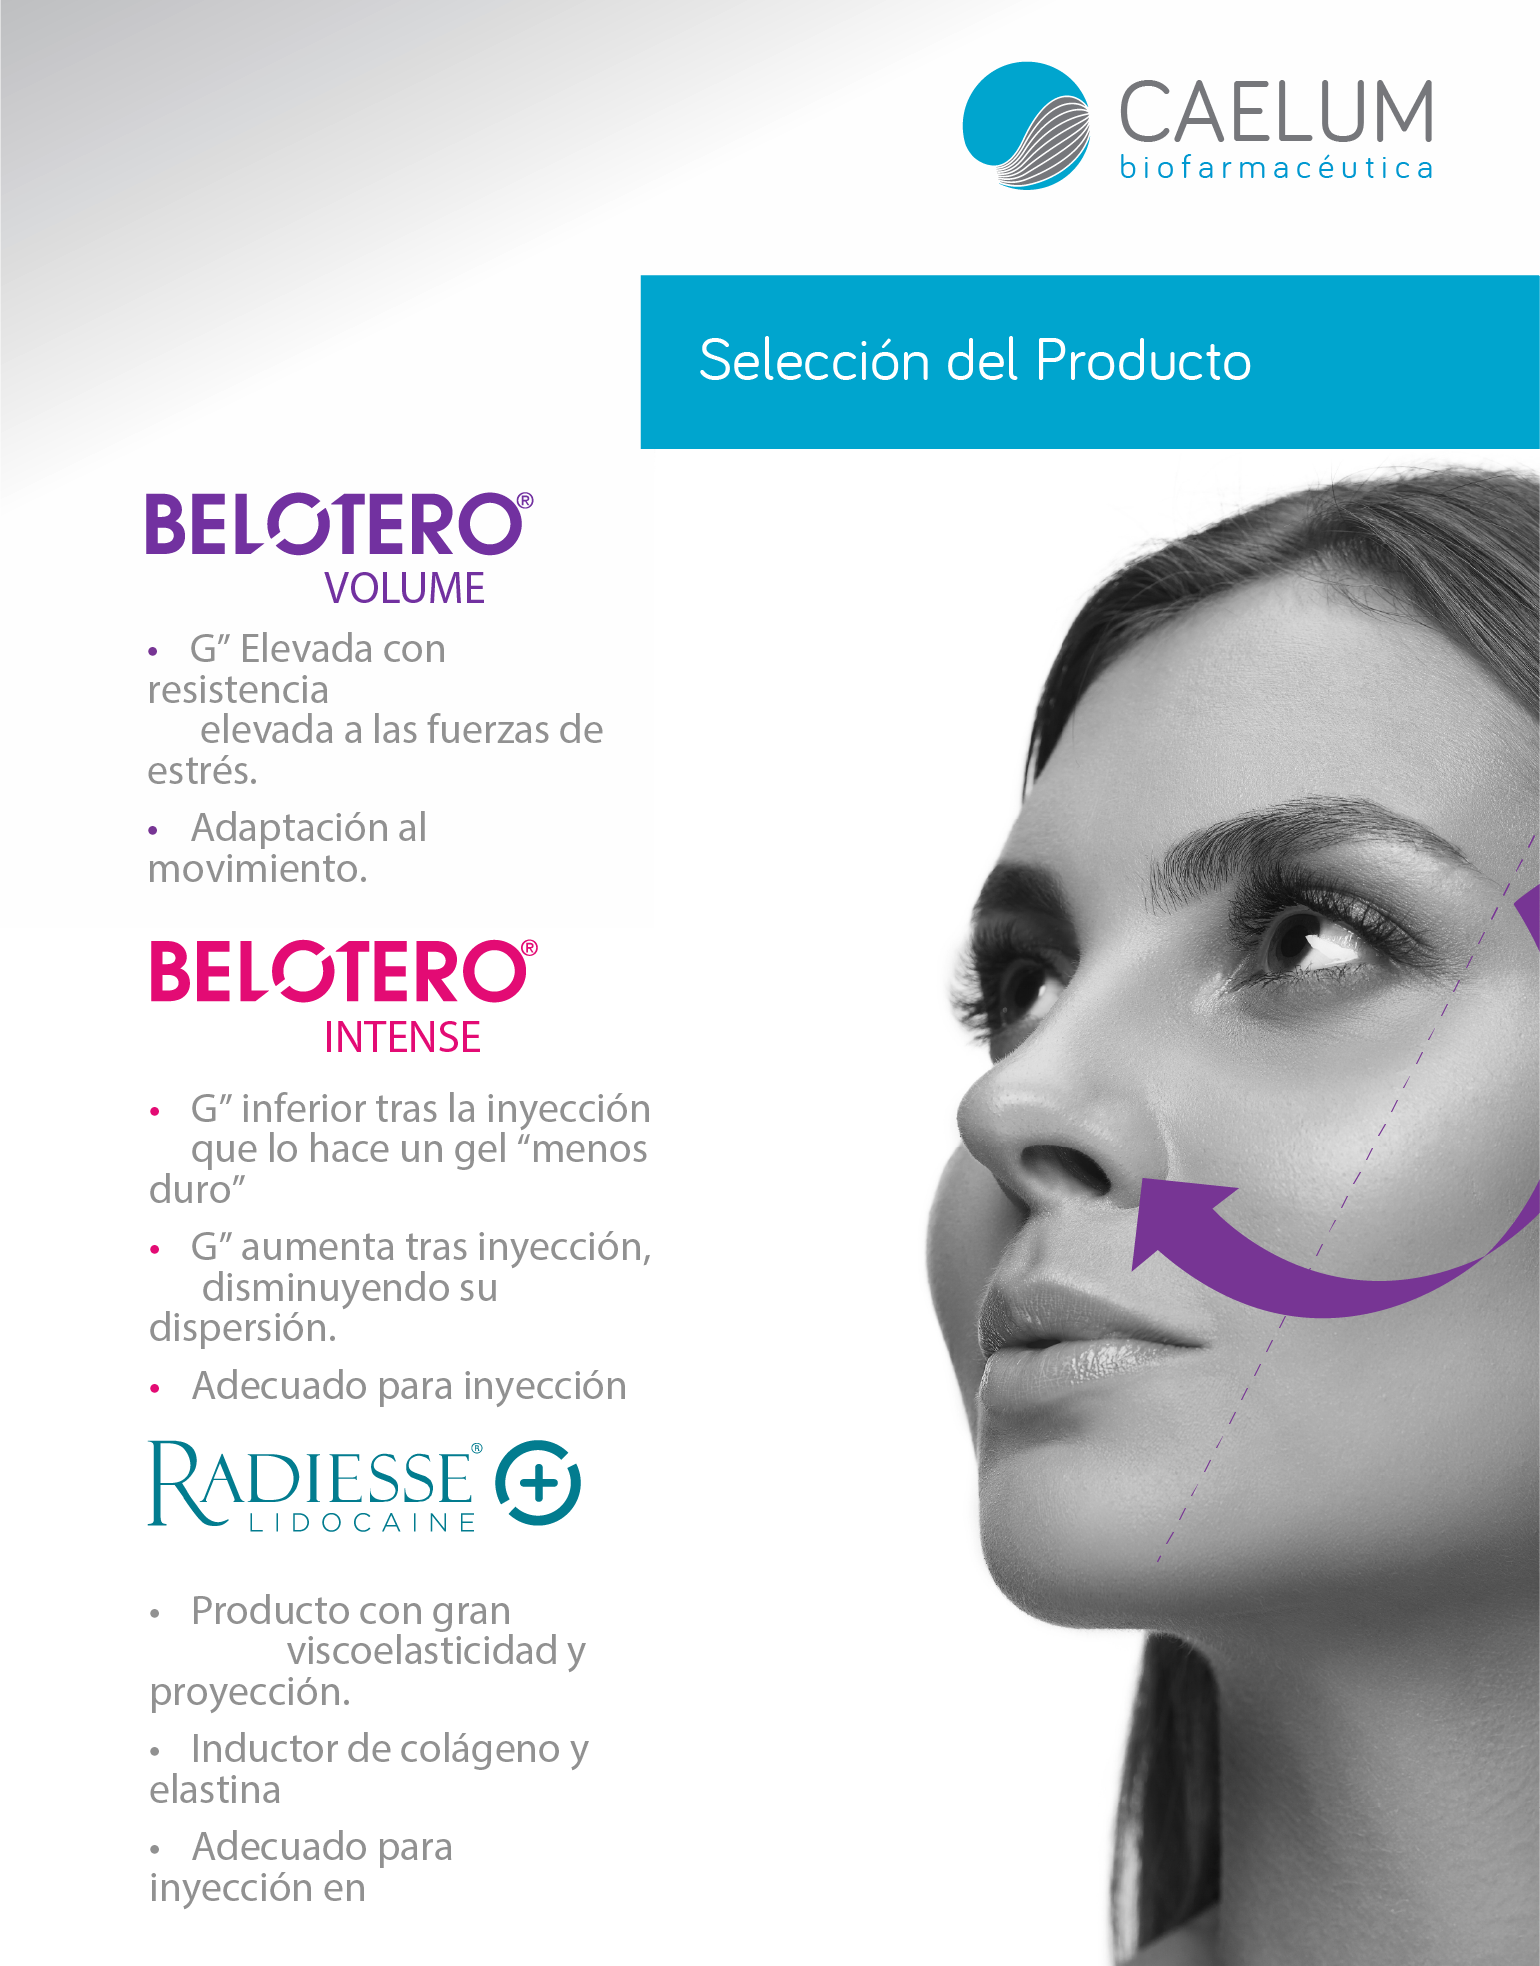 CAELUM
biofarmacéutica
Selección del Producto
BELOTERO®
VOLUME
• G” Elevada con
resistencia
elevada a las fuerzas de
estrés.
• Adaptación al
movimiento.
BELOTERO®
INTENSE
• G” inferior tras la inyección
que lo hace un gel “menos
duro”
• G” aumenta tras inyección,
disminuyendo su
dispersión.
• Adecuado para inyección
RADIESSE®
LIDOCAINE
• Producto con gran
viscoelasticidad y
proyección.
• Inductor de colágeno y
elastina
• Adecuado para
inyección en